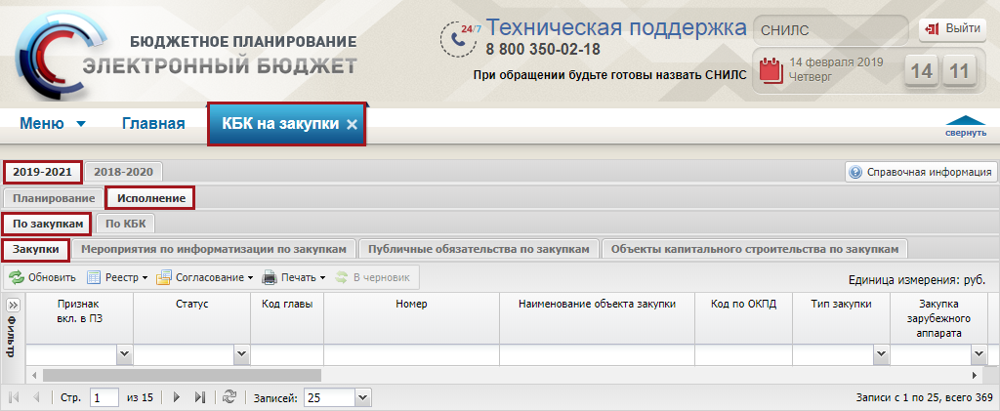 БЮДЖЕТНОЕ ПЛАНИРОВАНИЕ
ЭЛЕКТРОННЫЙ БЮДЖЕТ
24/7 Техническая поддержка
8 800 350-02-18
При обращении будьте готовы назвать СНИЛС
СНИЛС
Выйти
14 февраля 2019
Четверг
14 11
Меню Главная КБК на закупки
свернуть
2019-2021 2018-2020 Справочная информация
Планирование Исполнение
По закупкам По КБК
Закупки Мероприятия по информатизации по закупкам Публичные обязательства по закупкам Объекты капитального строительства по закупкам
Обновить Реестр Согласование Печать В черновик Единица измерения: руб.
Фильтр
Признак вкл. в ПЗ Статус Код главы Номер Наименование объекта закупки Код по ОКПД Тип закупки Закупка зарубежного аппарата
Стр. 1 из 15 Записей: 25 Записи с 1 по 25, всего 369